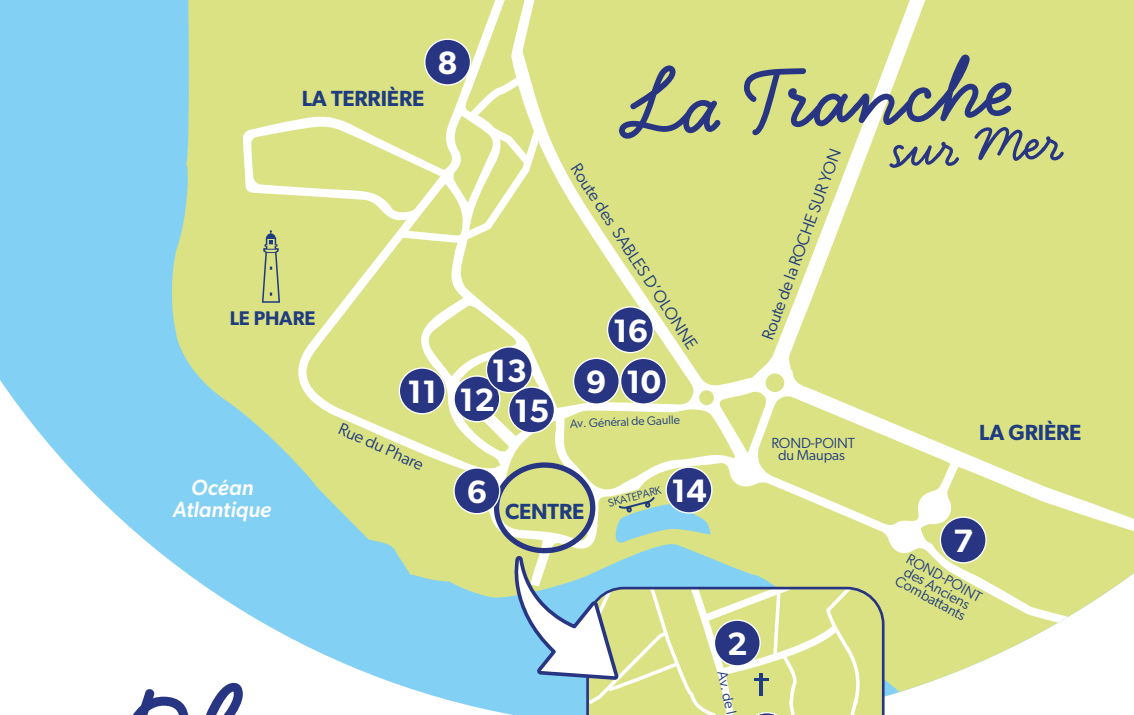 8
LA TERRIÈRE
La Tranche
sur Mer
Route des SABLES D'OLONNE
Route de la ROCHE SUR YON
LE PHARE
16
13
9
10
11
12
15
Av. Général de Gaulle
Rue du Phare
ROND-POINT
du Maupas
LA GRIÈRE
Océan
Atlantique
6
CENTRE
SKATEPARK
14
7
ROND-POINT
des Anciens
Combattants
2
Av. de